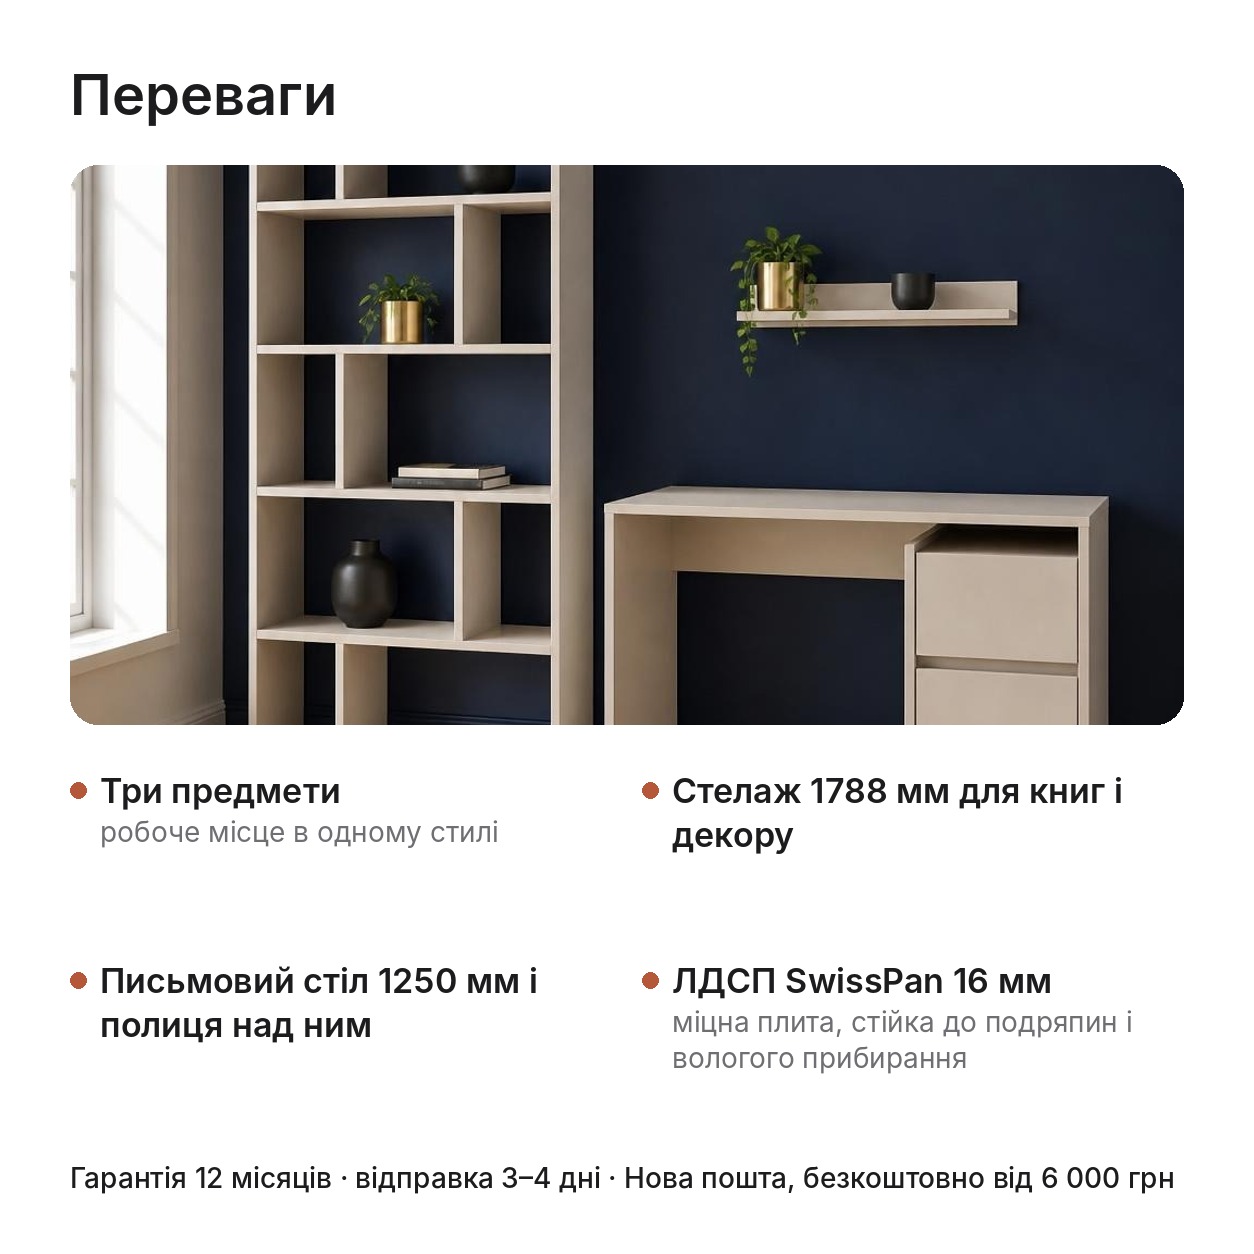 Переваги
Три предмети
робоче місце в одному стилі
Стелаж 1788 мм для книг і
декору
Письмовий стіл 1250 мм і
полиця над ним
ЛДСП SwissPan 16 мм
міцна плита, стійка до подряпин і
вологого прибирання
Гарантія 12 місяців · відправка 3–4 дні · Нова пошта, безкоштовно від 6 000 грн